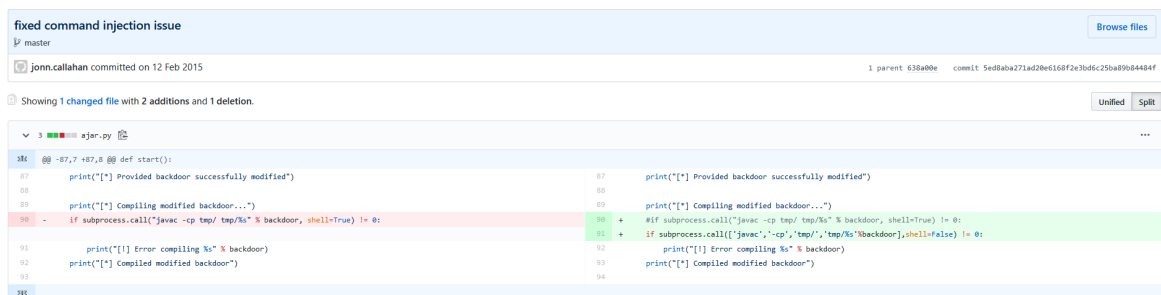 fixed command injection issue
Browse files
master
jonn.callahan committed on 12 Feb 2015
1 parent 638a00e commit 5ed8aba271ad20e6168f2e3bd6c25ba89b84484f
Showing 1 changed file with 2 additions and 1 deletion.
Unified Split
3 ajar.py
@@ -87,7 +87,8 @@ def start():
87 print("[*] Provided backdoor successfully modified")
88
89 print("[*] Compiling modified backdoor...")
90 - if subprocess.call("javac -cp tmp/ tmp/%s" % backdoor, shell=True) != 0:
91 print("[!] Error compiling %s" % backdoor)
92 print("[*] Compiled modified backdoor")
93
87 print("[*] Provided backdoor successfully modified")
88
89 print("[*] Compiling modified backdoor...")
90 + #if subprocess.call("javac -cp tmp/ tmp/%s" % backdoor, shell=True) != 0:
91 + if subprocess.call(['javac','-cp','tmp/','tmp/%s'%backdoor],shell=False) != 0:
92 print("[!] Error compiling %s" % backdoor)
93 print("[*] Compiled modified backdoor")
94